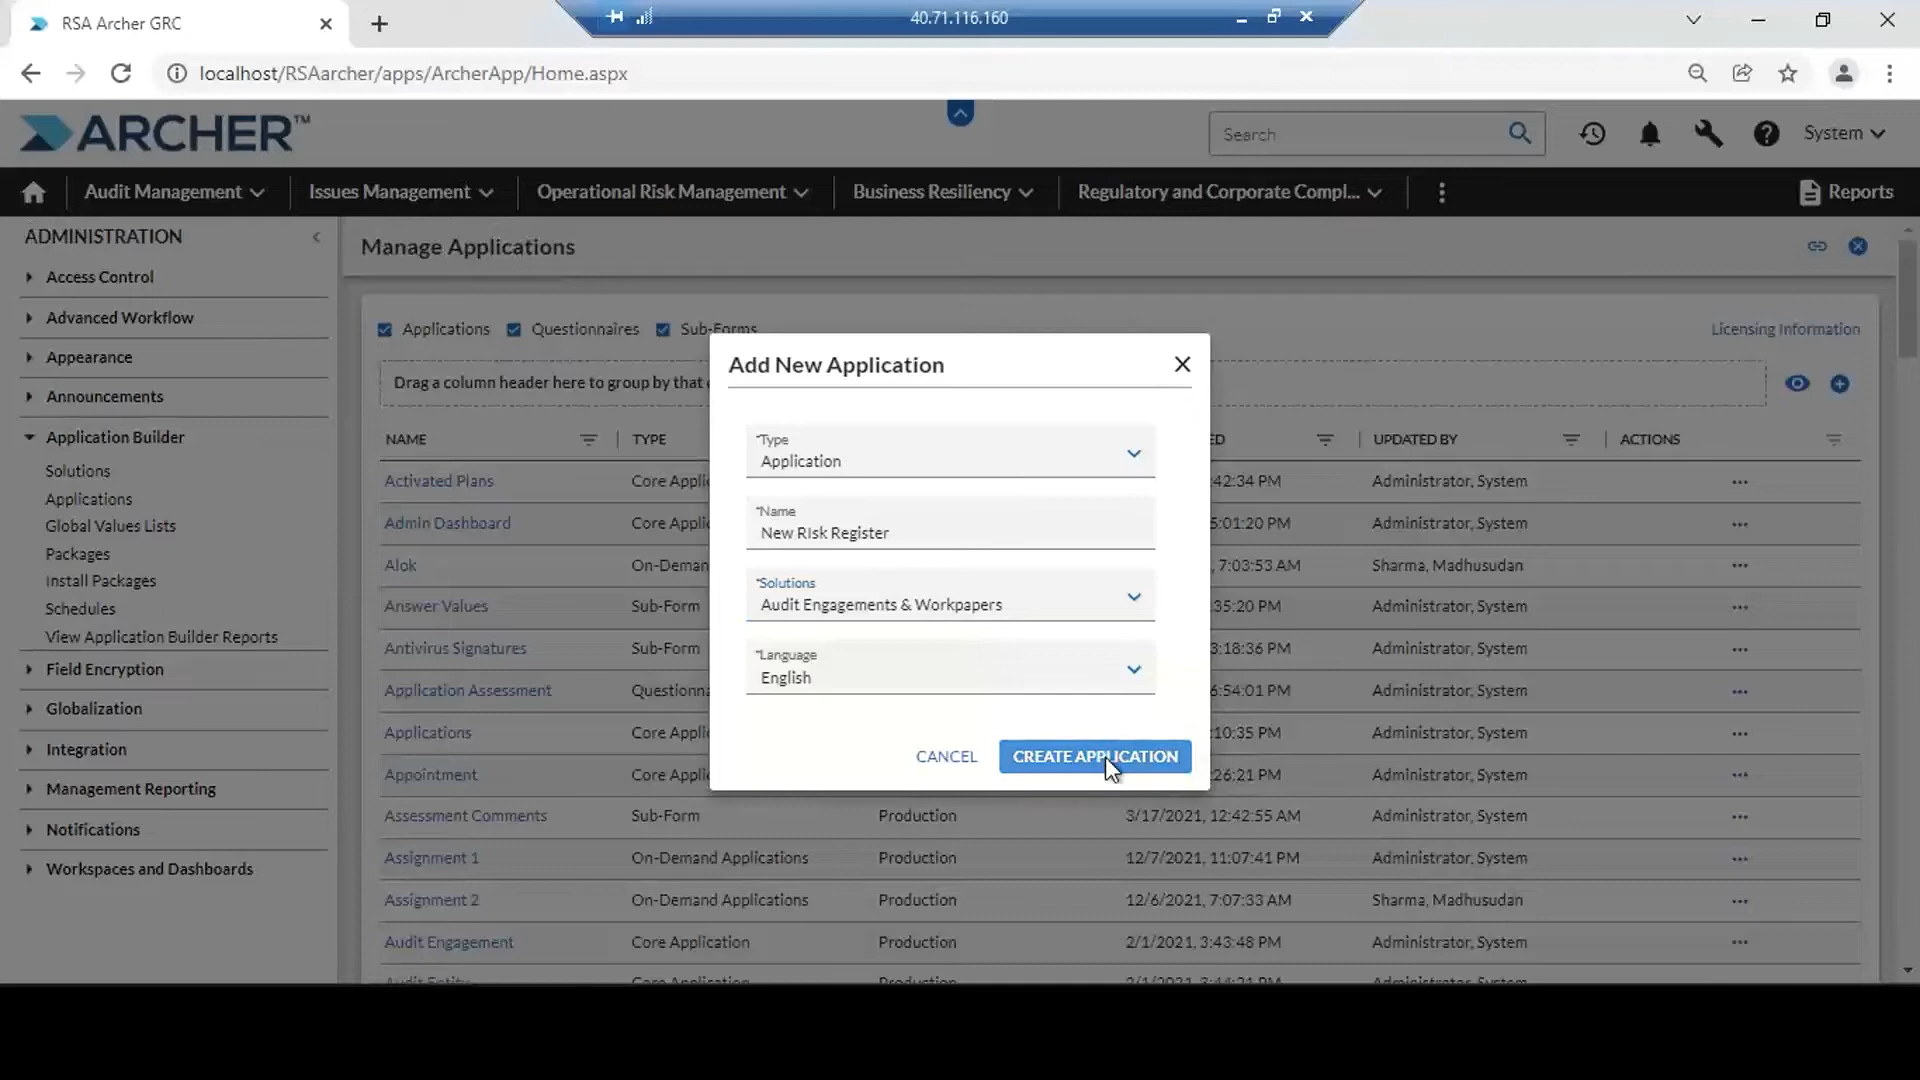 RSA Archer GRC
40.71.116.160
localhost/RSAarcher/apps/ArcherApp/Home.aspx
ARCHER™
Search
System
Audit Management
Issues Management
Operational Risk Management
Business Resiliency
Regulatory and Corporate Compl...
Reports
ADMINISTRATION
Access Control
Advanced Workflow
Appearance
Announcements
Application Builder
Solutions
Applications
Global Values Lists
Packages
Install Packages
Schedules
View Application Builder Reports
Field Encryption
Globalization
Integration
Management Reporting
Notifications
Workspaces and Dashboards
Manage Applications
Applications Questionnaires Sub-Forms
Licensing Information
Drag a column header here to group by that
NAME TYPE ED UPDATED BY ACTIONS
Activated Plans Core Appli :42:34 PM Administrator, System ...
Admin Dashboard Core Appli 5:01:20 PM Administrator, System ...
Alok On-Deman , 7:03:53 AM Sharma, Madhusudan ...
Answer Values Sub-Form :35:20 PM Administrator, System ...
Antivirus Signatures Sub-Form 3:18:36 PM Administrator, System ...
Application Assessment Questionna 6:54:01 PM Administrator, System ...
Applications Core Appli :10:35 PM Administrator, System ...
Appointment Core Appli :26:21 PM Administrator, System ...
Assessment Comments Sub-Form Production 3/17/2021, 12:42:55 AM Administrator, System ...
Assignment 1 On-Demand Applications Production 12/7/2021, 11:07:41 PM Administrator, System ...
Assignment 2 On-Demand Applications Production 12/6/2021, 7:07:33 AM Sharma, Madhusudan ...
Audit Engagement Core Application Production 2/1/2021, 3:43:48 PM Administrator, System ...
Add New Application
*Type
Application
*Name
New RIsk Register
*Solutions
Audit Engagements & Workpapers
*Language
English
CANCEL
CREATE APPLICATION